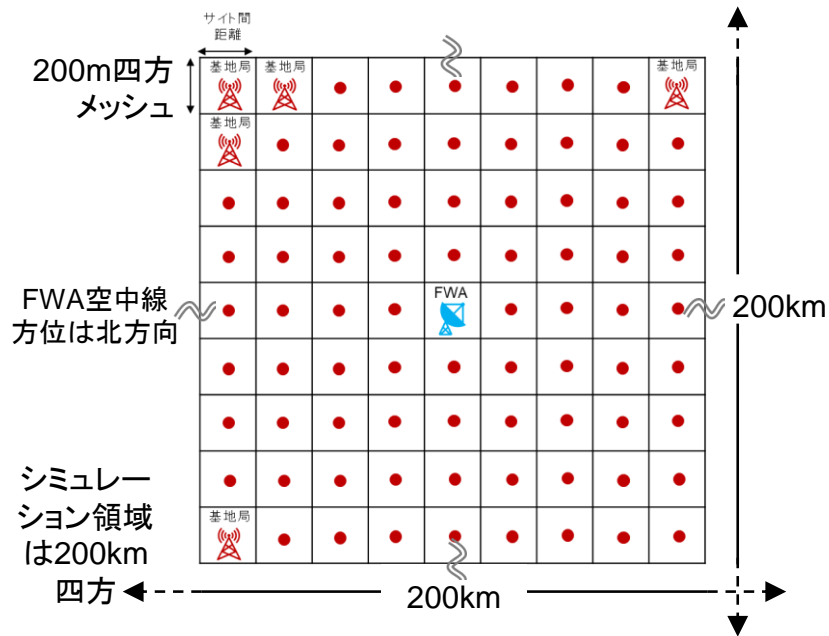 サイト間
距離
200m四方
メッシュ
基地局
基地局
基地局
基地局
FWA空中線
方位は北方向
FWA
200km
シミュレー
ション領域
は200km
四方
基地局
200km